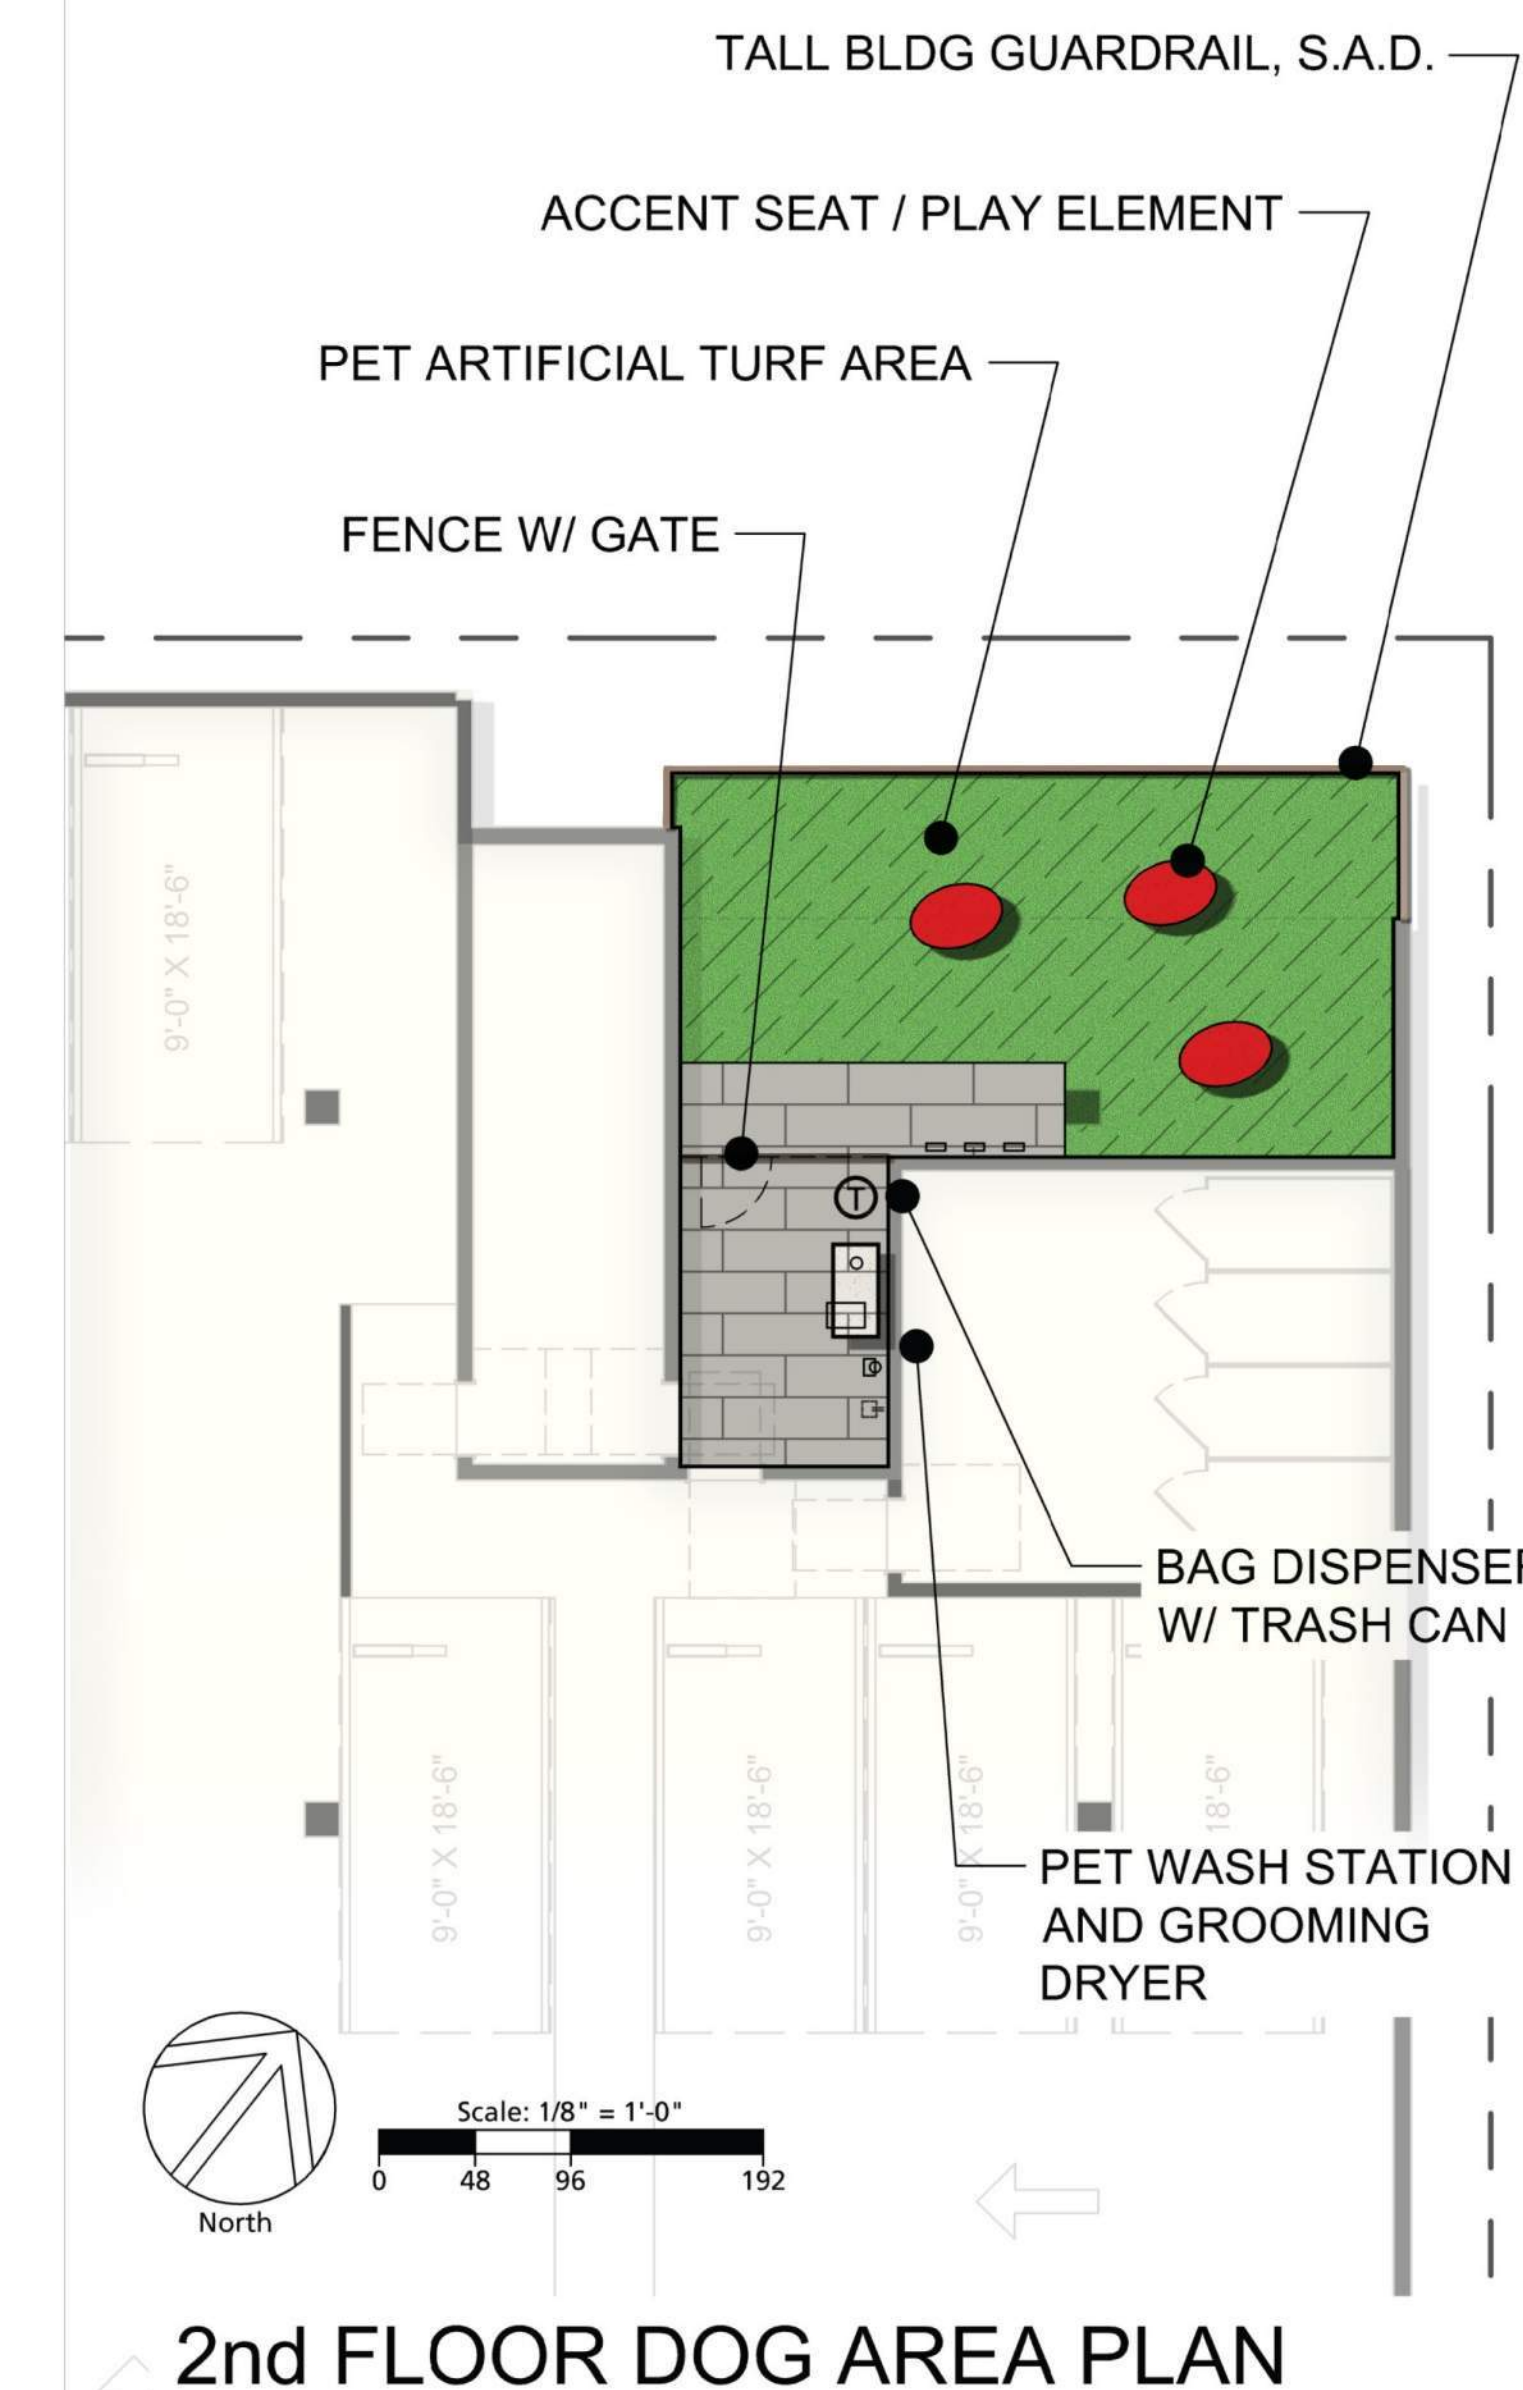 TALL BLDG GUARDRAIL, S.A.D.
ACCENT SEAT / PLAY ELEMENT
PET ARTIFICIAL TURF AREA
FENCE W/ GATE
9'-0" X 18'-6"
T
BAG DISPENSER
W/ TRASH CAN
9'-0" X 18'-6"
9'-0" X 18'-6"
9'-0" X 18'-6"
18'-6"
PET WASH STATION
AND GROOMING
DRYER
Scale: 1/8" = 1'-0"
0 48 96 192
North
2nd FLOOR DOG AREA PLAN